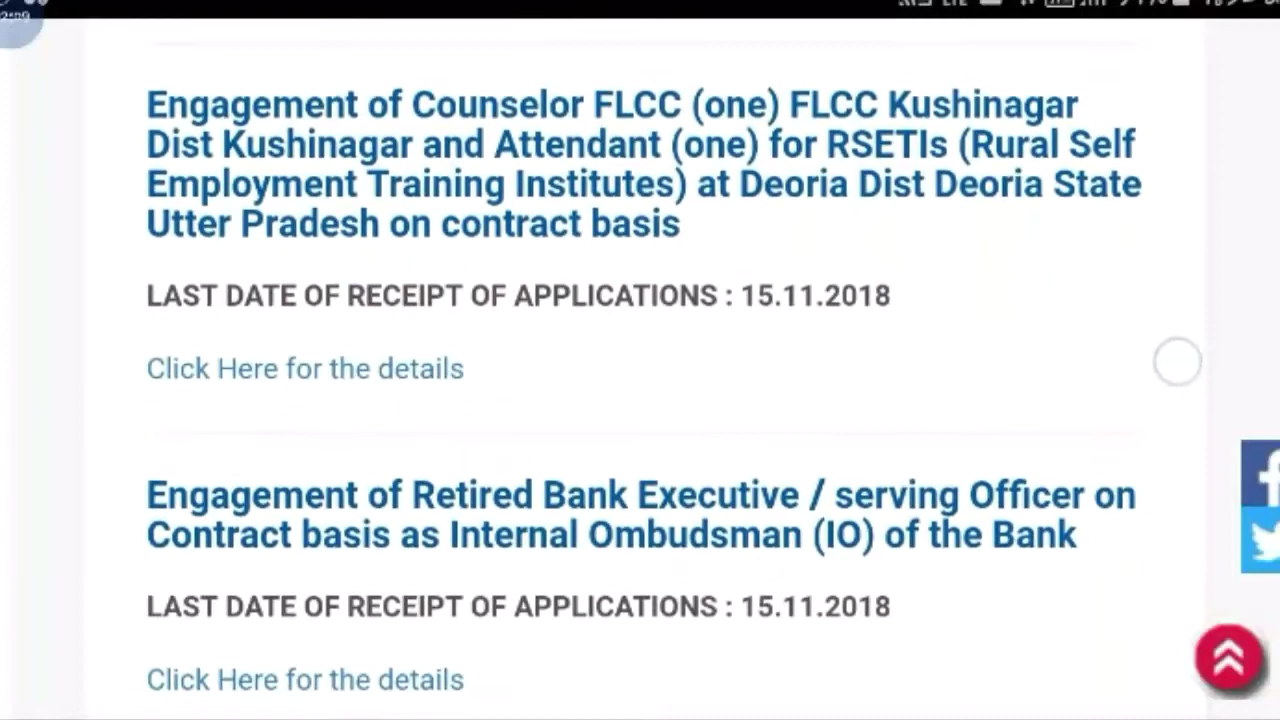 Engagement of Counselor FLCC (one) FLCC Kushinagar
Dist Kushinagar and Attendant (one) for RSETIs (Rural Self
Employment Training Institutes) at Deoria Dist Deoria State
Utter Pradesh on contract basis
LAST DATE OF RECEIPT OF APPLICATIONS : 15.11.2018
Click Here for the details
Engagement of Retired Bank Executive / serving Officer on
Contract basis as Internal Ombudsman (IO) of the Bank
LAST DATE OF RECEIPT OF APPLICATIONS : 15.11.2018
Click Here for the details